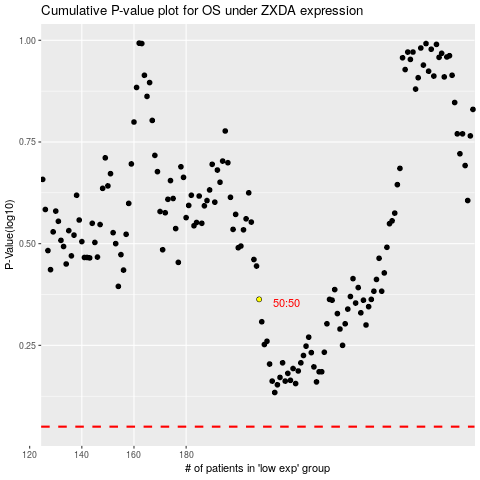 Cumulative P-value plot for OS under ZXDA expression
P-Value(log10)
1.00
0.75
0.50
0.25
50:50
120 140 160 180
# of patients in 'low exp' group